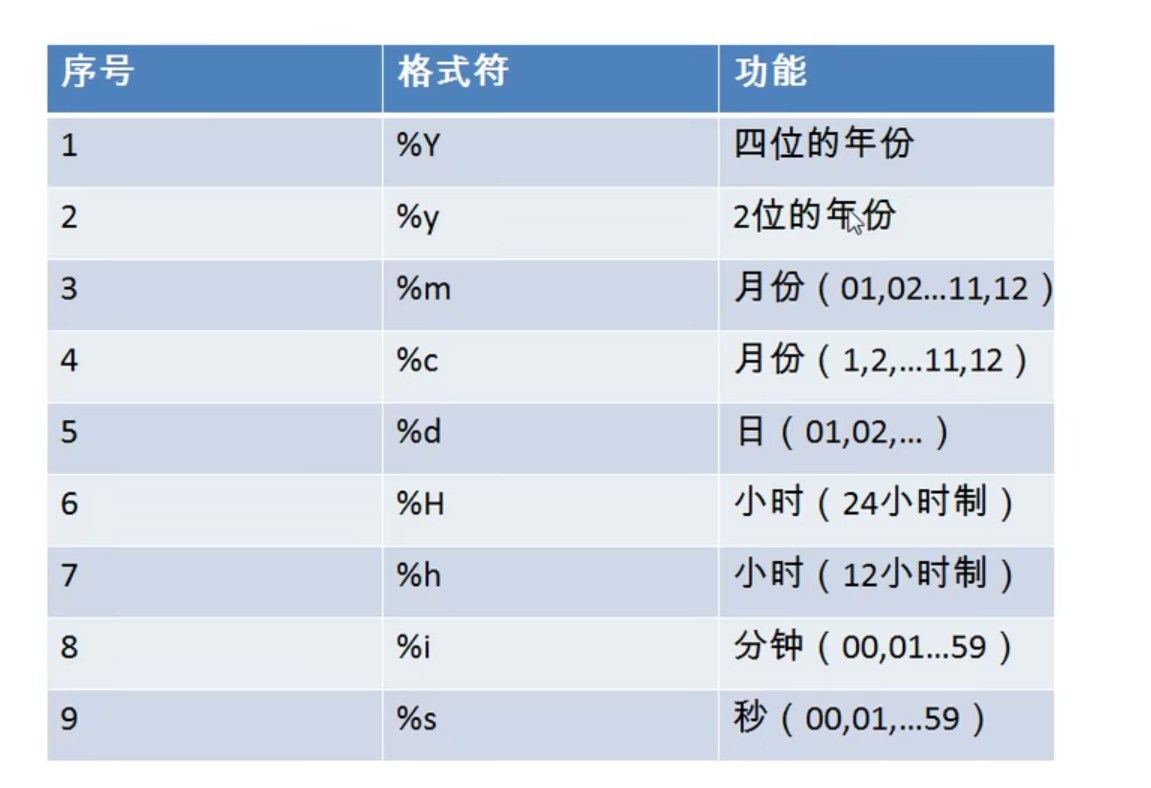 序号 格式符 功能
1 %Y 四位的年份
2 %y 2位的年份
3 %m 月份（01,02…11,12）
4 %c 月份（1,2,…11,12）
5 %d 日（01,02,…）
6 %H 小时（24小时制）
7 %h 小时（12小时制）
8 %i 分钟（00,01…59）
9 %s 秒（00,01,…59）